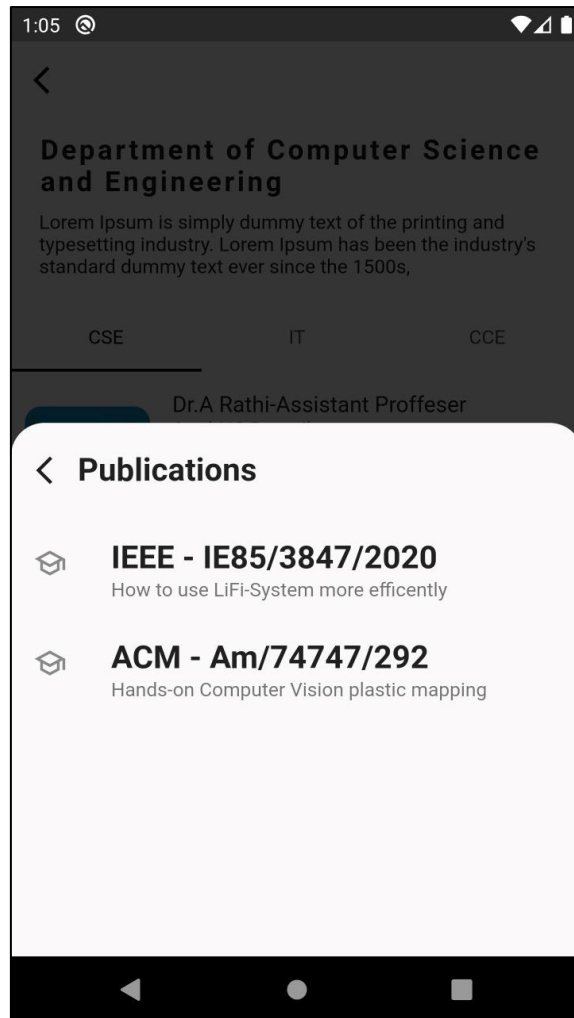 1:05
Department of Computer Science
and Engineering
Lorem Ipsum is simply dummy text of the printing and
typesetting industry. Lorem Ipsum has been the industry's
standard dummy text ever since the 1500s,
CSE IT CCE
Dr.A Rathi-Assistant Proffeser
Publications
IEEE - IE85/3847/2020
How to use LiFi-System more efficently
ACM - Am/74747/292
Hands-on Computer Vision plastic mapping